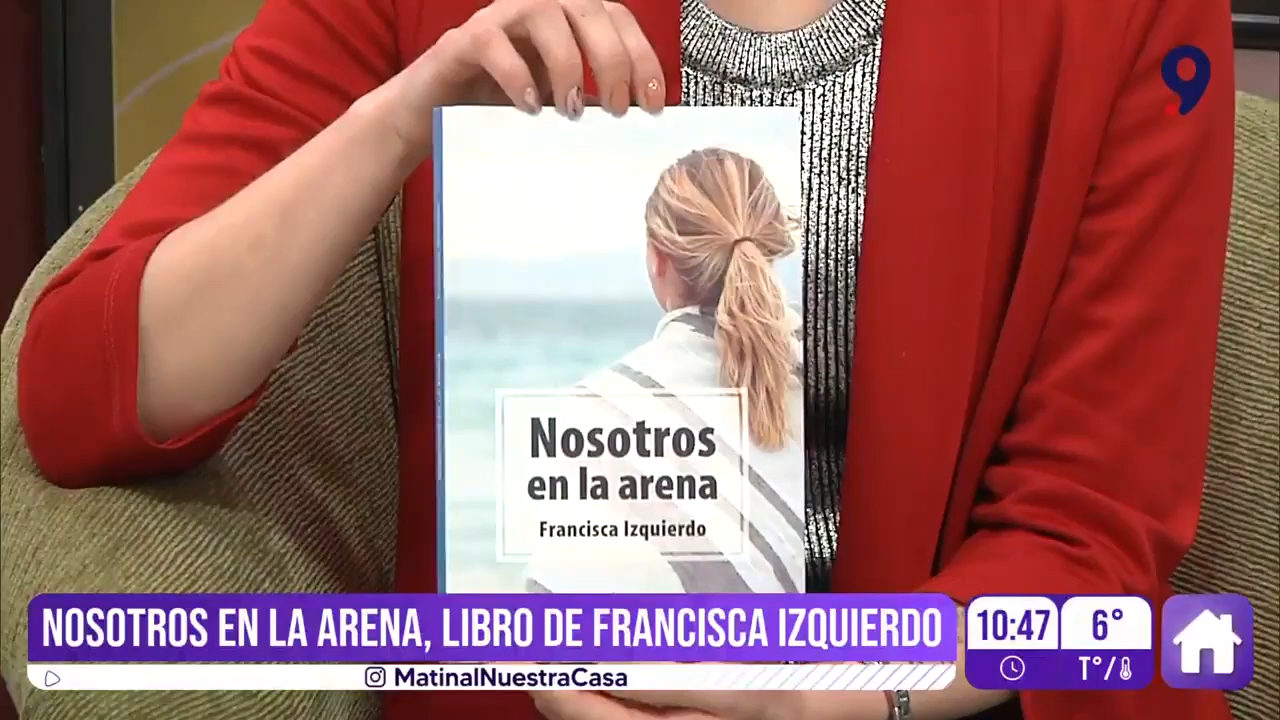 9
Nosotros
en la arena
Francisca Izquierdo
NOSOTROS EN LA ARENA, LIBRO DE FRANCISCA IZQUIERDO
10:47
6°
T°/
MatinalNuestraCasa